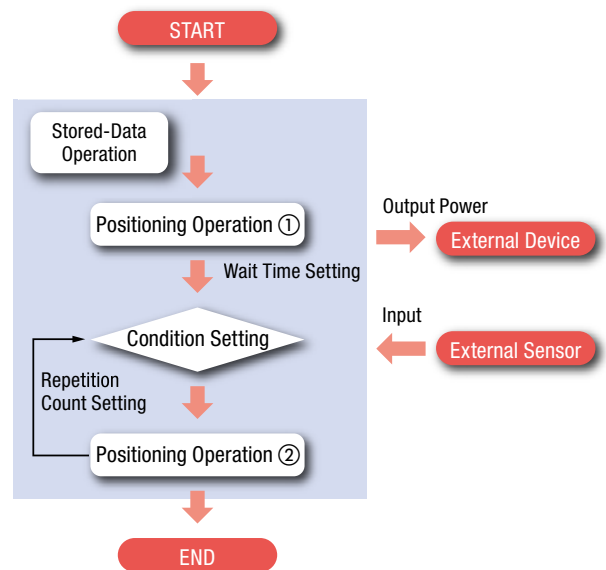 START
Stored-Data
Operation
Positioning Operation ①
Output Power
External Device
Wait Time Setting
Input
Condition Setting
External Sensor
Repetition
Count Setting
Positioning Operation ②
END